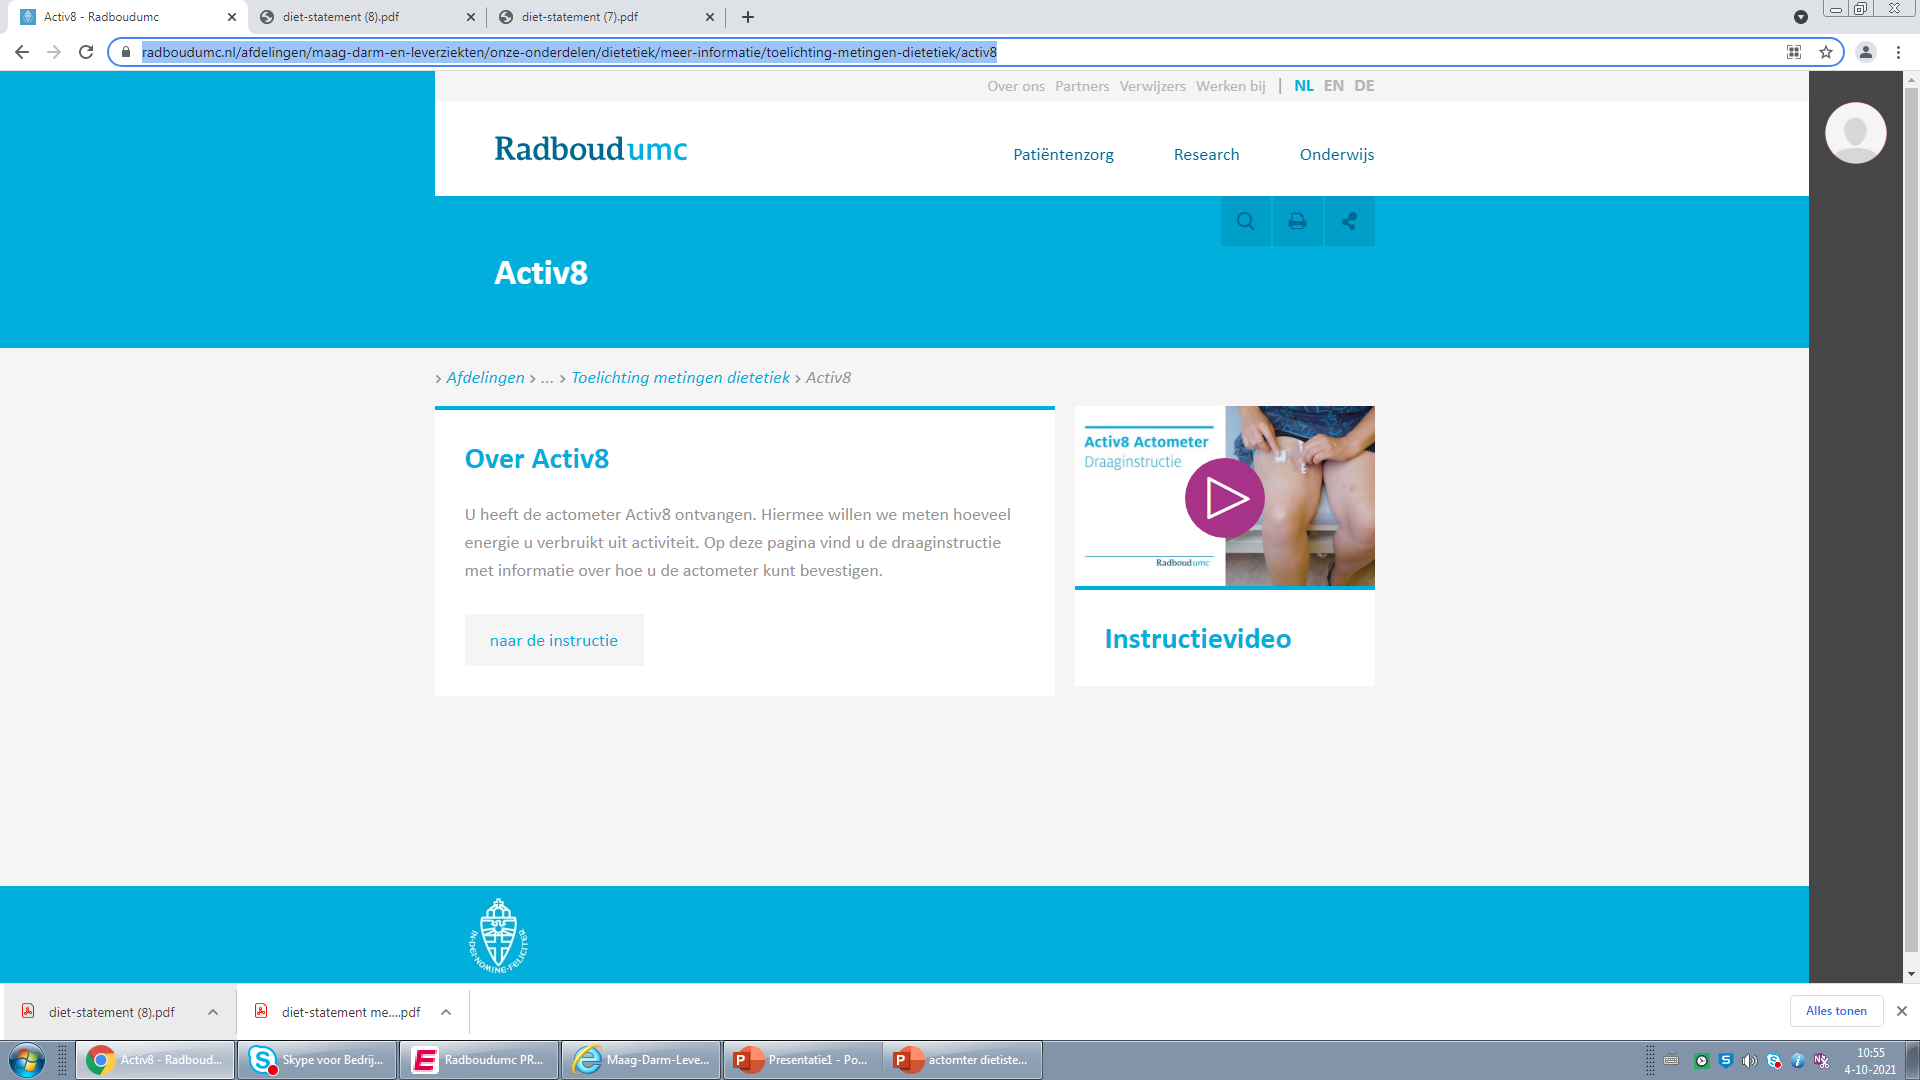 Activ8 - Radboudumc
diet-statement (8).pdf
diet-statement (7).pdf
radboudumc.nl/afdelingen/maag-darm-en-leverziekten/onze-onderdelen/dietetiek/meer-informatie/toelichting-metingen-dietetiek/activ8
Over ons Partners Verwijzers Werken bij | NL EN DE
Radboudumc
Patiëntenzorg Research Onderwijs
Activ8
› Afdelingen › ... › Toelichting metingen dietetiek › Activ8
Over Activ8
U heeft de actometer Activ8 ontvangen. Hiermee willen we meten hoeveel
energie u verbruikt uit activiteit. Op deze pagina vind u de draaginstructie
met informatie over hoe u de actometer kunt bevestigen.
naar de instructie
Activ8 Actometer
Draaginstructie
Radboudumc
Instructievideo
IN·DEI·NOMINE·FELICITER
diet-statement (8).pdf
diet-statement me....pdf
Alles tonen
Activ8 - Radboud...
Skype voor Bedrij...
Radboudumc PR...
Maag-Darm-Leve...
Presentatie1 - Po...
actomter dietiste...
10:55
4-10-2021